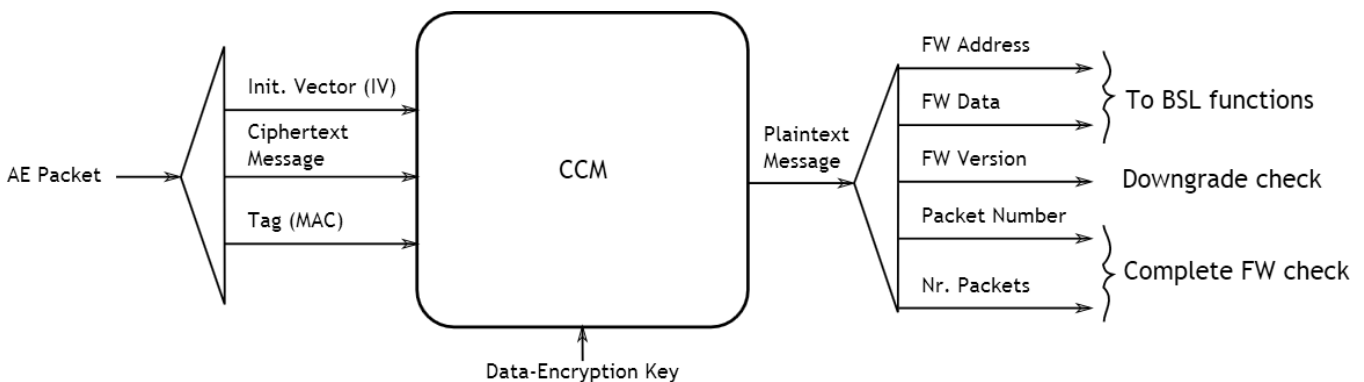 AE Packet
Init. Vector (IV)
Ciphertext
Message
Tag (MAC)
CCM
Data-Encryption Key
Plaintext
Message
FW Address
FW Data
FW Version
Packet Number
Nr. Packets
To BSL functions
Downgrade check
Complete FW check